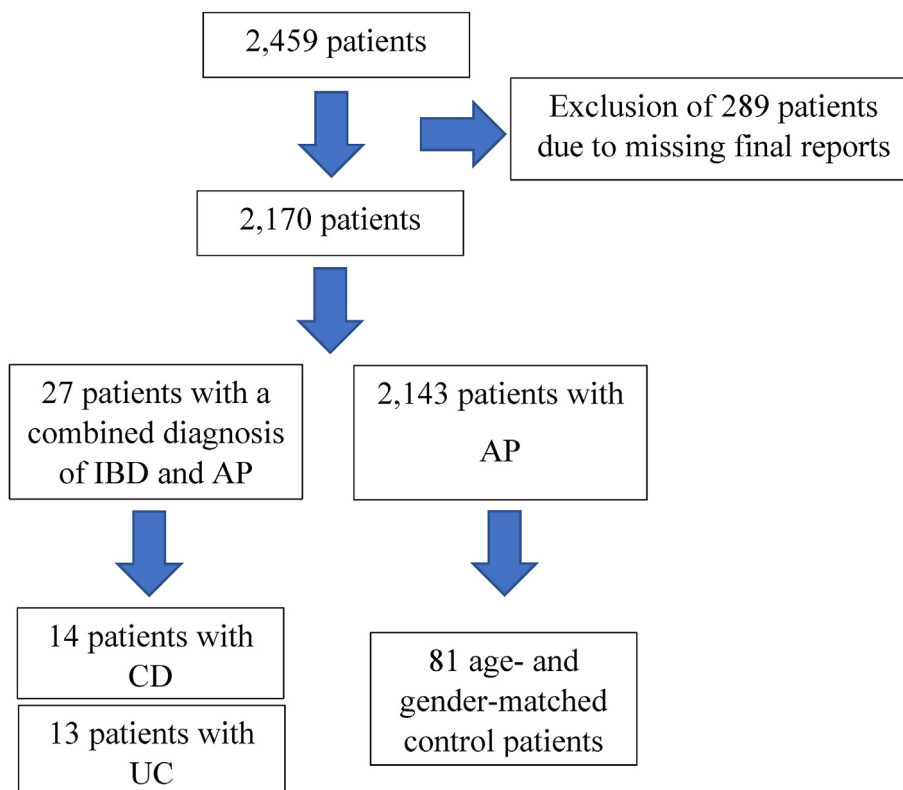 2,459 patients
Exclusion of 289 patients
due to missing final reports
2,170 patients
27 patients with a
combined diagnosis
of IBD and AP
2,143 patients with
AP
14 patients with
CD
13 patients with
UC
81 age- and
gender-matched
control patients